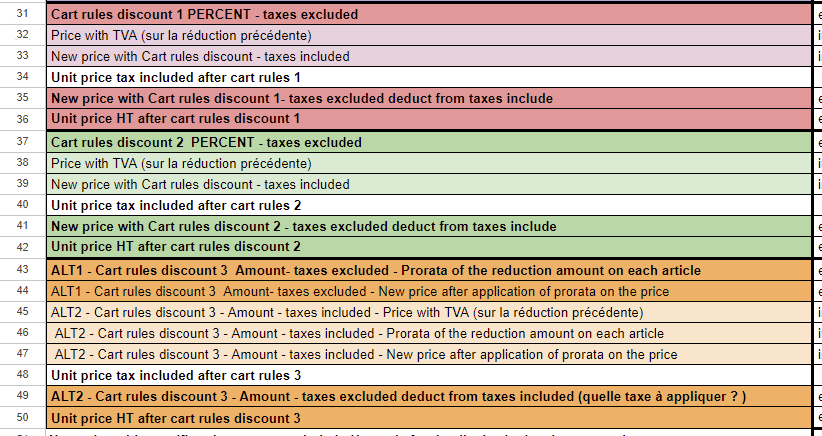 31 Cart rules discount 1 PERCENT - taxes excluded
32 Price with TVA (sur la réduction précédente)
33 New price with Cart rules discount - taxes included
34 Unit price tax included after cart rules 1
35 New price with Cart rules discount 1- taxes excluded deduct from taxes include
36 Unit price HT after cart rules discount 1
37 Cart rules discount 2 PERCENT - taxes excluded
38 Price with TVA (sur la réduction précédente)
39 New price with Cart rules discount - taxes included
40 Unit price tax included after cart rules 2
41 New price with Cart rules discount 2 - taxes excluded deduct from taxes include
42 Unit price HT after cart rules discount 2
43 ALT1 - Cart rules discount 3 Amount- taxes excluded - Prorata of the reduction amount on each article
44 ALT1 - Cart rules discount 3 Amount- taxes excluded - New price after application of prorata on the price
45 ALT2 - Cart rules discount 3 - Amount - taxes included - Price with TVA (sur la réduction précédente)
46 ALT2 - Cart rules discount 3 - Amount - taxes included - Prorata of the reduction amount on each article
47 ALT2 - Cart rules discount 3 - Amount - taxes included - New price after application of prorata on the price
48 Unit price tax included after cart rules 3
49 ALT2 - Cart rules discount 3 - Amount - taxes excluded deduct from taxes included (quelle taxe à appliquer ? )
50 Unit price HT after cart rules discount 3